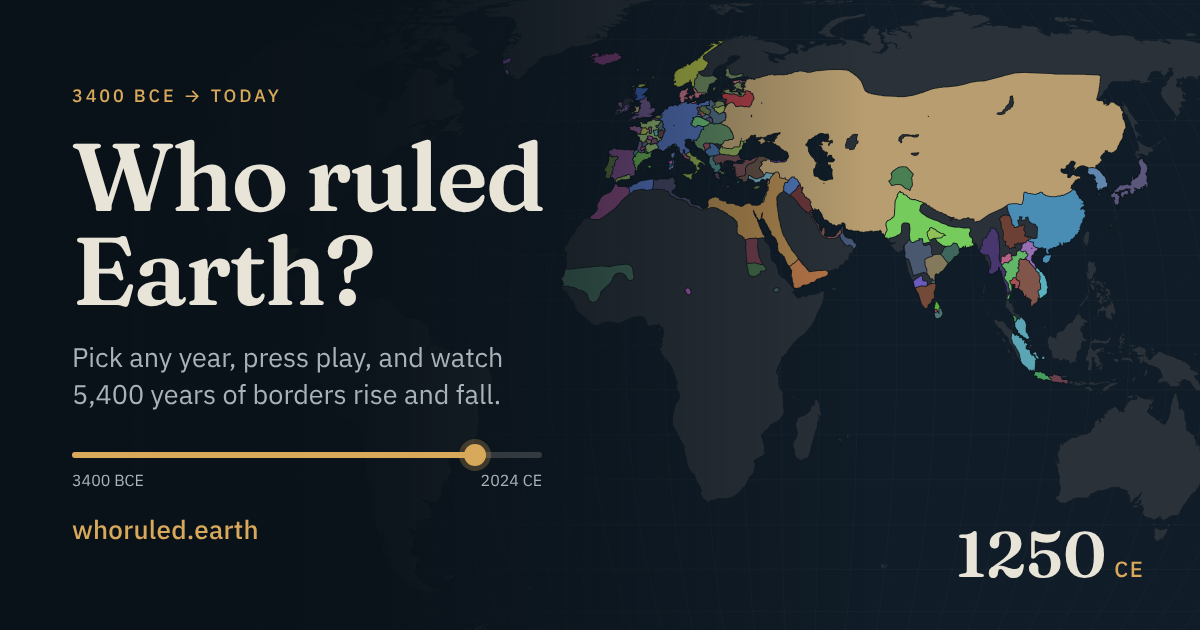 3400 BCE → TODAY
Who ruled
Earth?
Pick any year, press play, and watch
5,400 years of borders rise and fall.
3400 BCE
2024 CE
whoruled.earth
1250 CE